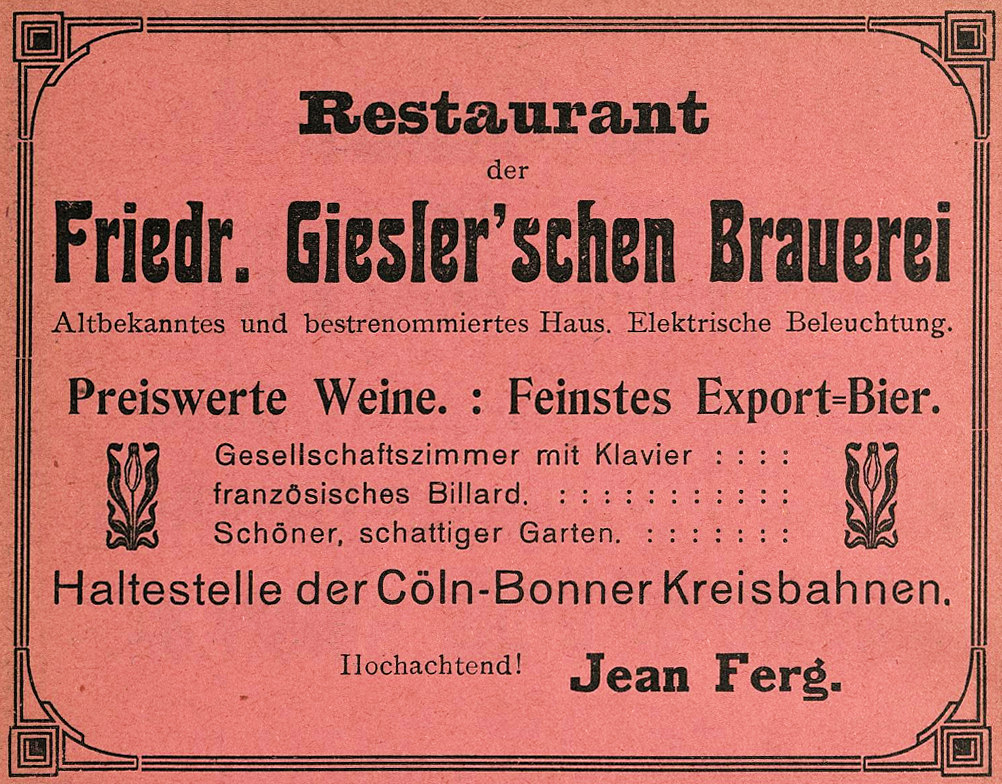 Restaurant
der
Friedr. Giesler'schen Brauerei
Altbekanntes und bestrenommiertes Haus. Elektrische Beleuchtung.
Preiswerte Weine. : Feinstes Export=Bier.
Gesellschaftszimmer mit Klavier : : : :
französisches Billard. : : : : : : : : : : :
Schöner, schattiger Garten. : : : : : : :
Haltestelle der Cöln-Bonner Kreisbahnen.
Hochachtend! Jean Ferg.